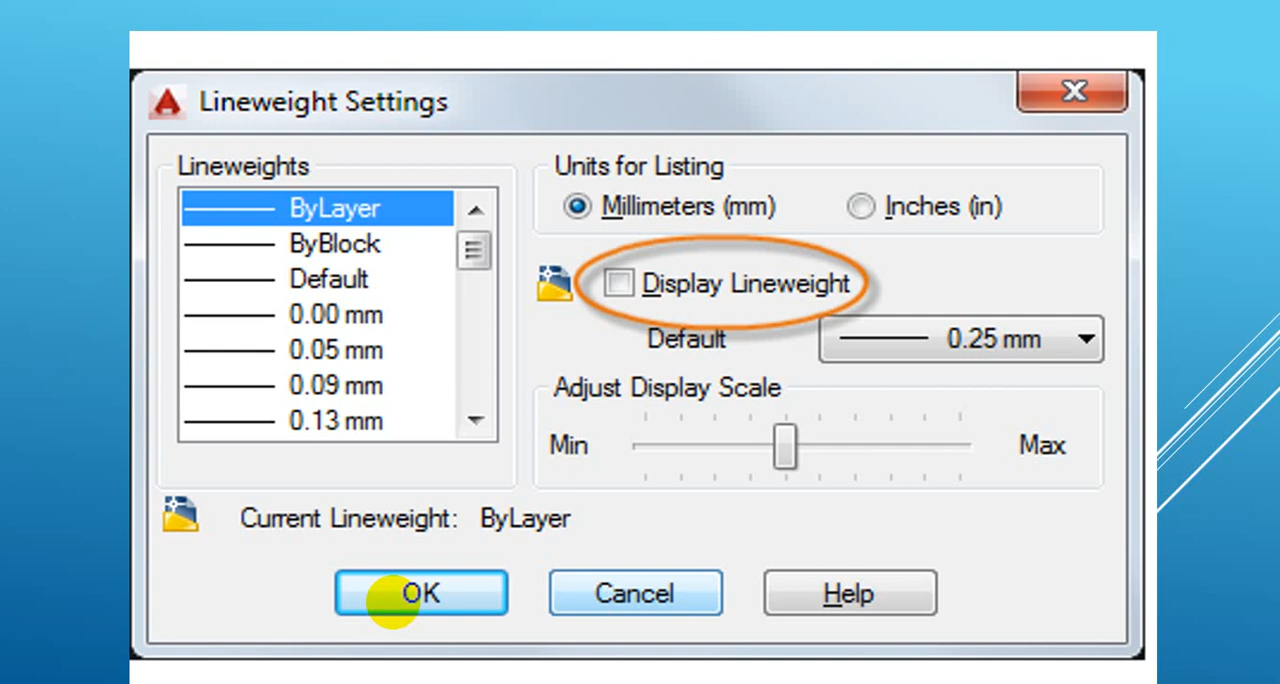 Lineweight Settings
Lineweights
ByLayer
ByBlock
Default
0.00 mm
0.05 mm
0.09 mm
0.13 mm
Units for Listing
Millimeters (mm) Inches (in)
Display Lineweight
Default 0.25 mm
Adjust Display Scale
Min Max
Current Lineweight: ByLayer
OK Cancel Help